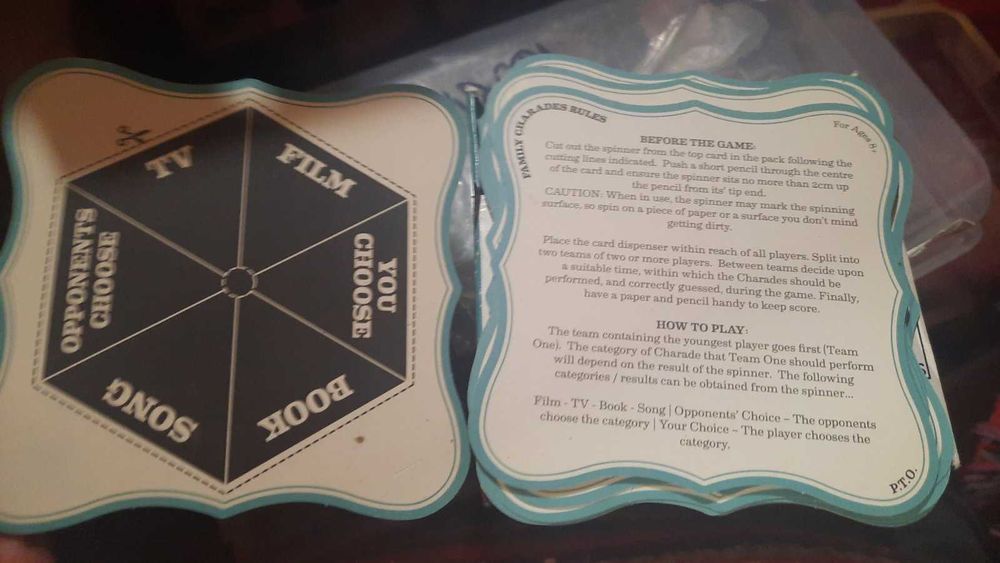 TV
FILM
YOU
CHOOSE
BOOK
SONG
OPPONENTS
CHOOSE
FAMILY CHARADES RULES
For Ages 8+
BEFORE THE GAME:
Cut out the spinner from the top card in the pack following the
cutting lines indicated. Push a short pencil through the centre
of the card and ensure the spinner sits no more than 2cm up
the pencil from its' tip end.
CAUTION: When in use, the spinner may mark the spinning
surface, so spin on a piece of paper or a surface you don't mind
getting dirty.
Place the card dispenser within reach of all players. Split into
two teams of two or more players. Between teams decide upon
a suitable time, within which the Charades should be
performed, and correctly guessed, during the game. Finally,
have a paper and pencil handy to keep score.
HOW TO PLAY:
The team containing the youngest player goes first (Team
One). The category of Charade that Team One should perform
will depend on the result of the spinner. The following
categories / results can be obtained from the spinner...
Film - TV - Book - Song | Opponents' Choice – The opponents
choose the category | Your Choice – The player chooses the
category.
P.T.O.